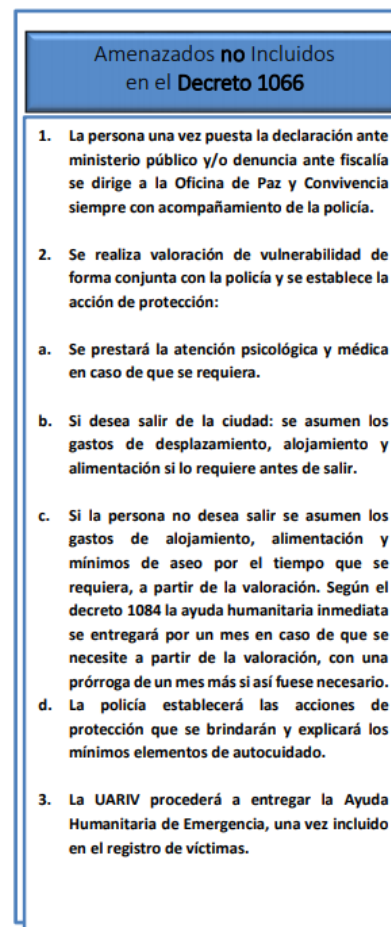 Amenazados no Incluidos
en el Decreto 1066
1. La persona una vez puesta la declaración ante
ministerio público y/o denuncia ante fiscalía
se dirige a la Oficina de Paz y Convivencia
siempre con acompañamiento de la policía.
2. Se realiza valoración de vulnerabilidad de
forma conjunta con la policía y se establece la
acción de protección:
a. Se prestará la atención psicológica y médica
en caso de que se requiera.
b. Si desea salir de la ciudad: se asumen los
gastos de desplazamiento, alojamiento y
alimentación si lo requiere antes de salir.
c. Si la persona no desea salir se asumen los
gastos de alojamiento, alimentación y
mínimos de aseo por el tiempo que se
requiera, a partir de la valoración. Según el
decreto 1084 la ayuda humanitaria inmediata
se entregará por un mes en caso de que se
necesite a partir de la valoración, con una
prórroga de un mes más si así fuese necesario.
d. La policía establecerá las acciones de
protección que se brindarán y explicará los
mínimos elementos de autocuidado.
3. La UARIV procederá a entregar la Ayuda
Humanitaria de Emergencia, una vez incluido
en el registro de víctimas.